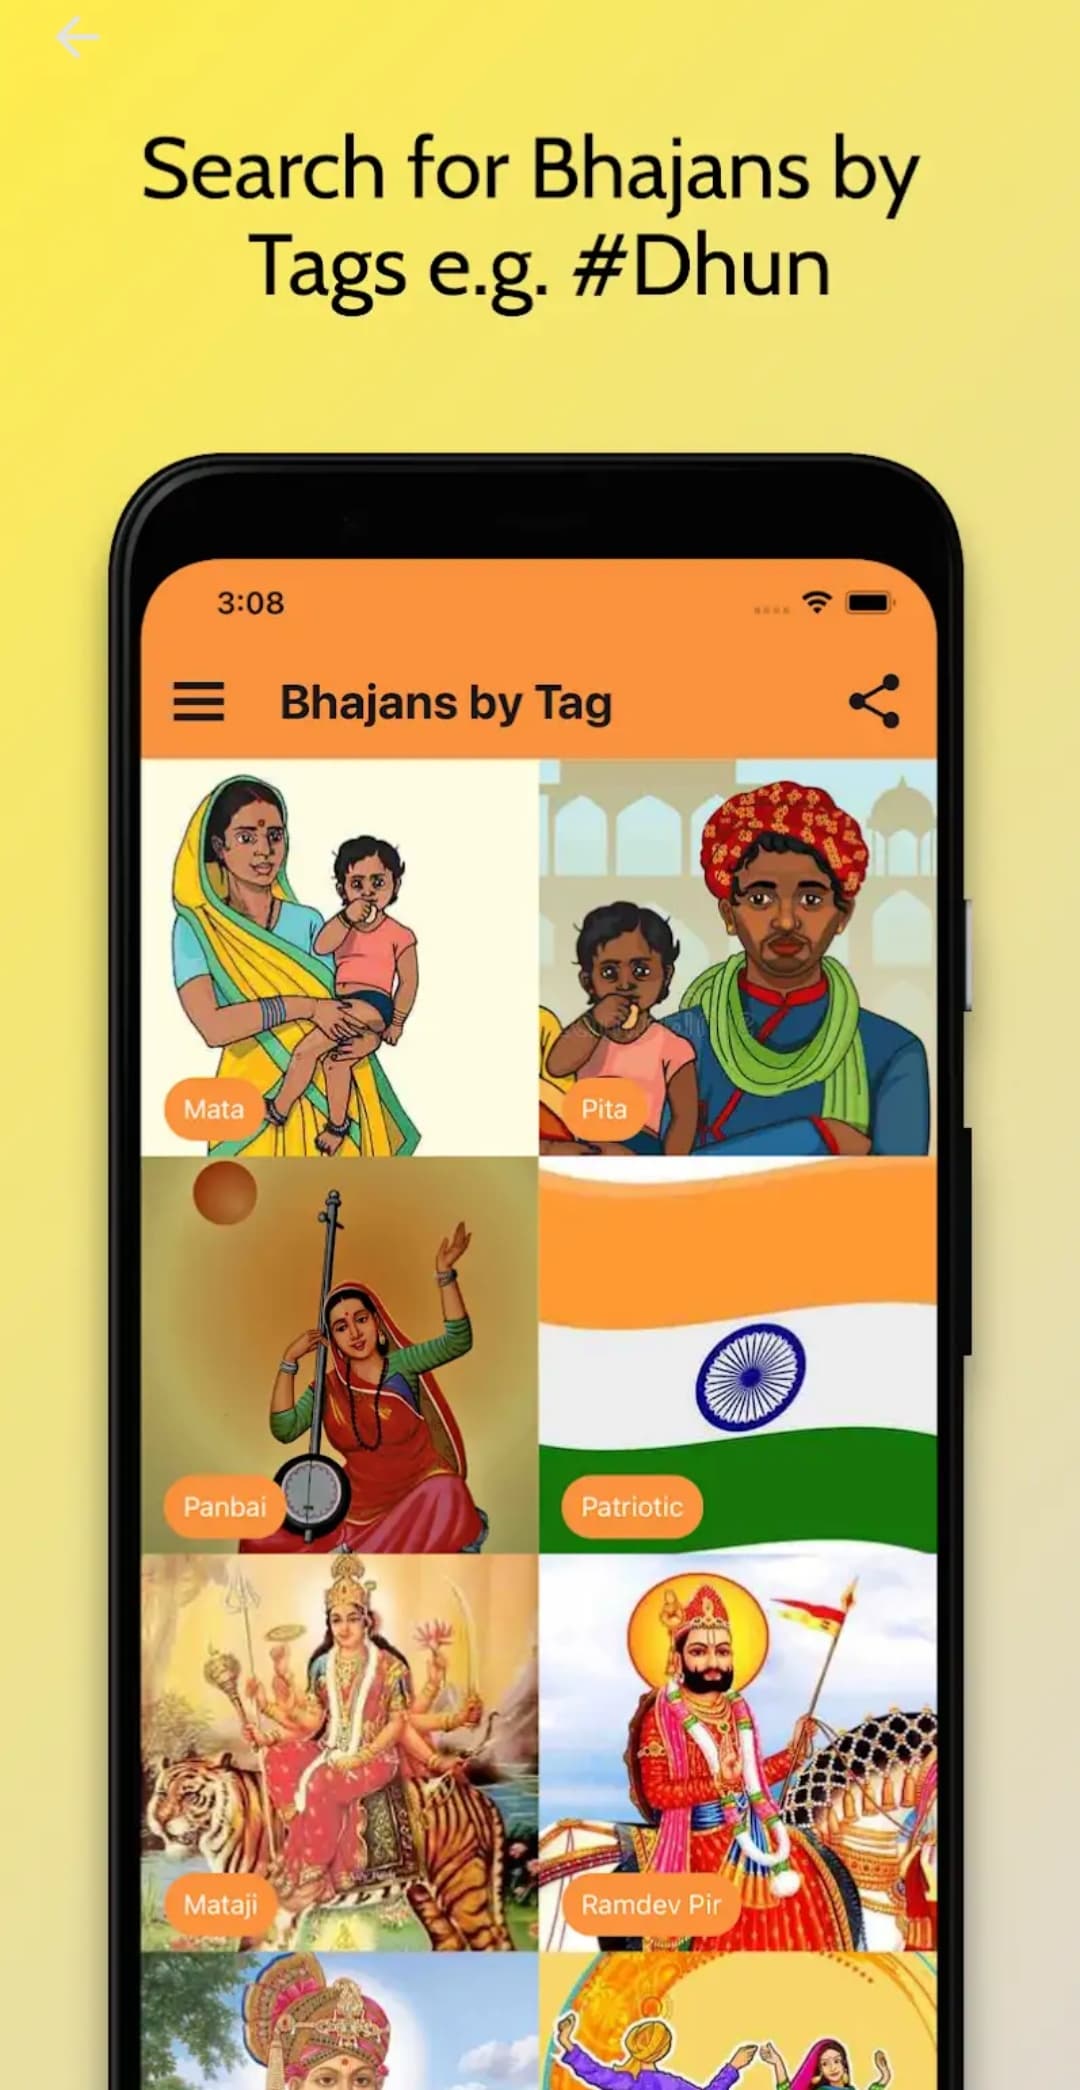 Search for Bhajans by
Tags e.g. #Dhun
3:08
Bhajans by Tag
Mata
Pita
Panbai
Patriotic
Mataji
Ramdev Pir